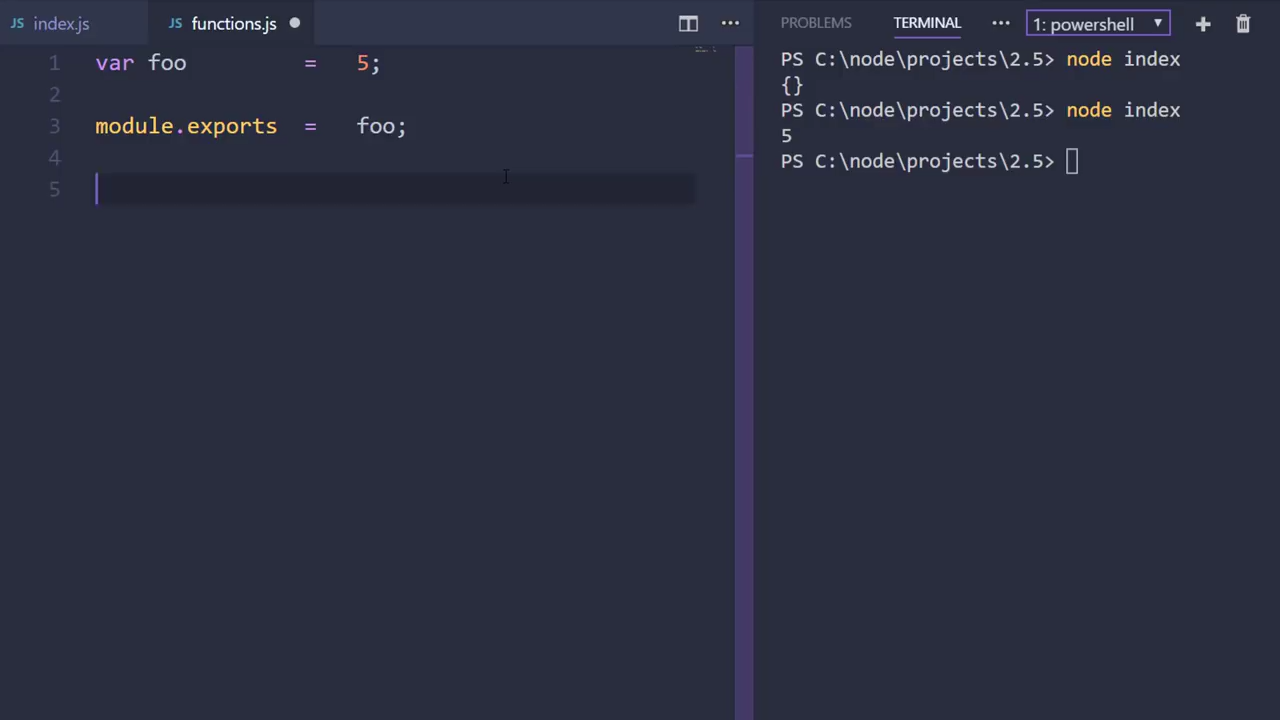 JS index.js JS functions.js
1 var foo = 5;
2
3 module.exports = foo;
4
5
PROBLEMS TERMINAL 1: powershell
PS C:\node\projects\2.5> node index
{}
PS C:\node\projects\2.5> node index
5
PS C:\node\projects\2.5>